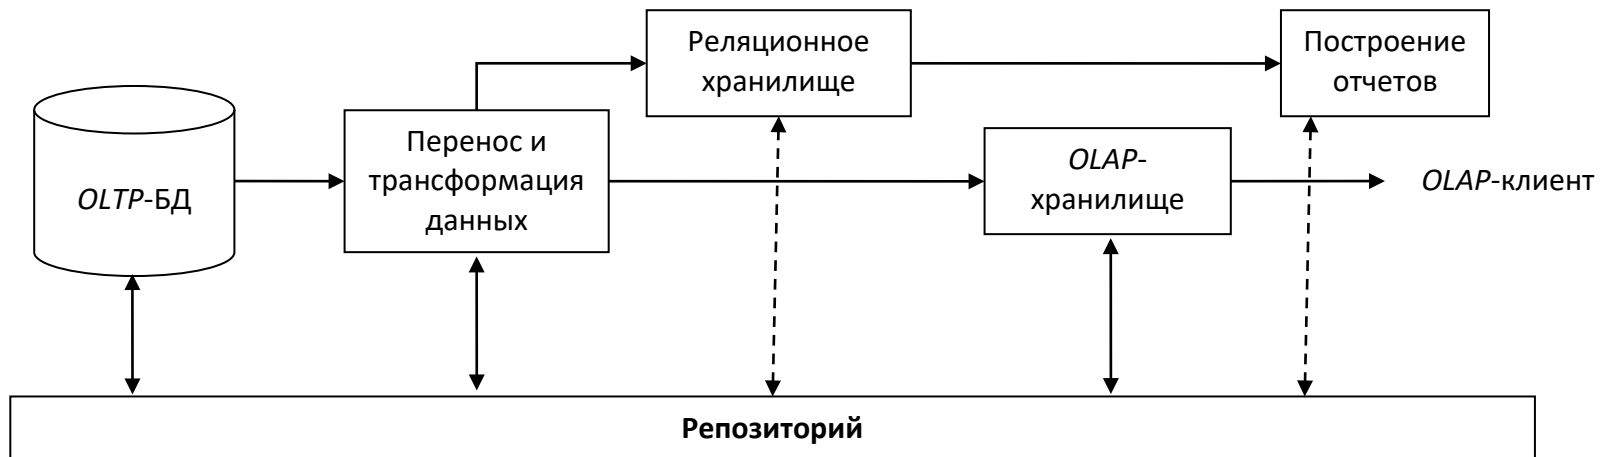 Реляционное
хранилище
Построение
отчетов
OLTP-БД
Перенос и
трансформация
данных
OLAP-
хранилище
OLAP-клиент
Репозиторий